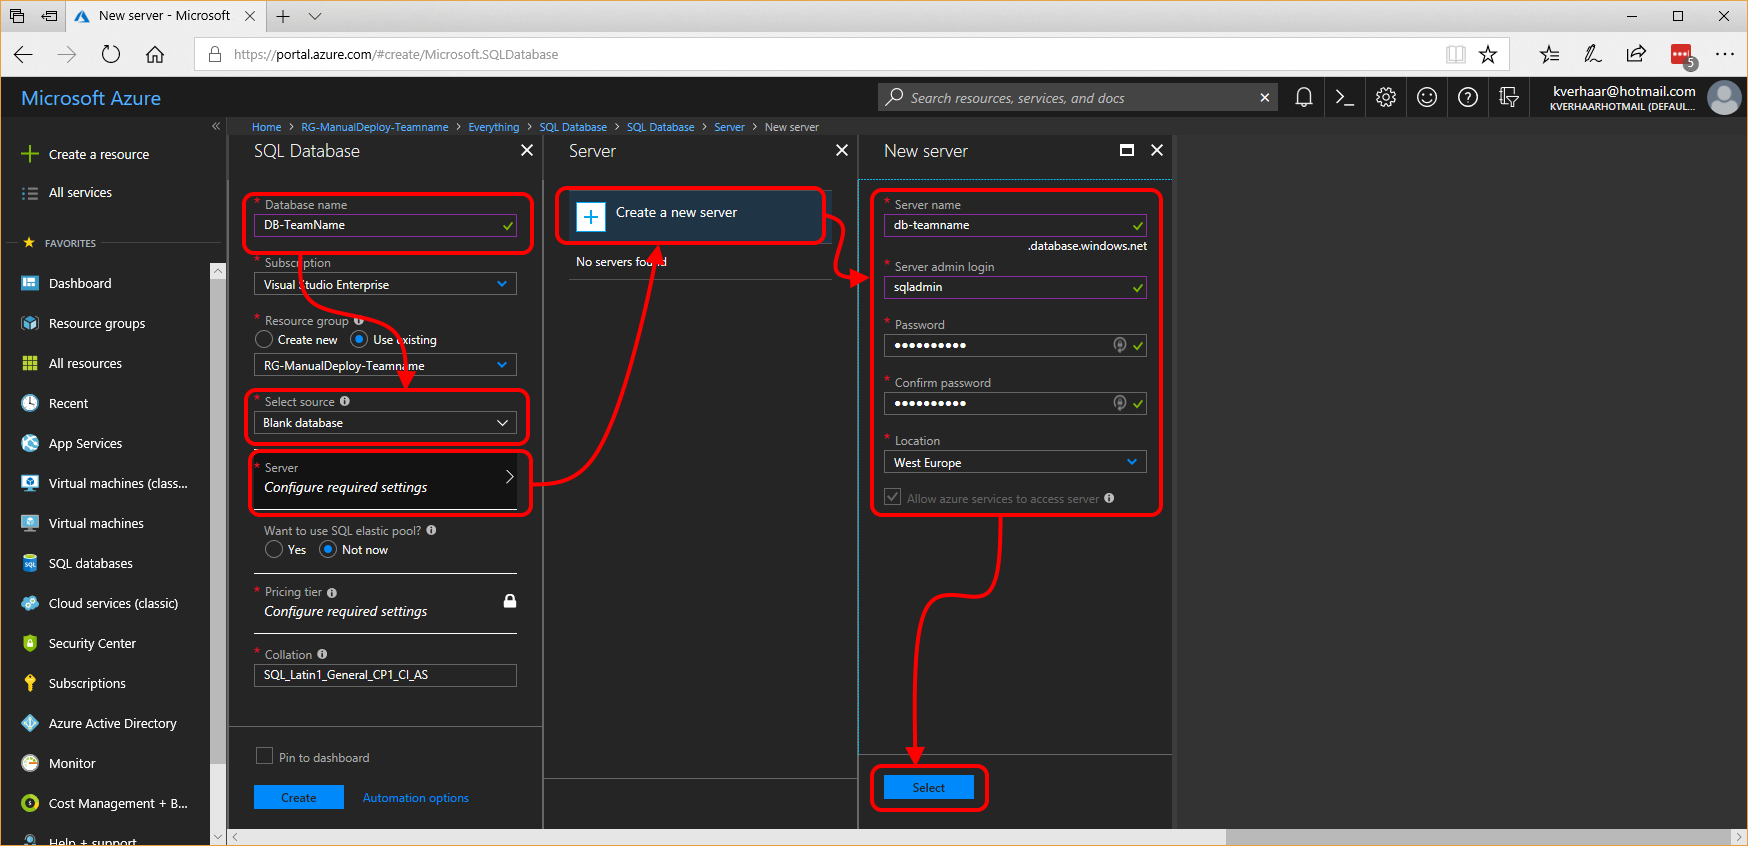 New server - Microsoft
https://portal.azure.com/#create/Microsoft.SQLDatabase
5
Microsoft Azure
Search resources, services, and docs
kverhaar@hotmail.com
KVERHAARHOTMAIL (DEFAUL...
Home > RG-ManualDeploy-Teamname > Everything > SQL Database > SQL Database > Server > New server
Create a resource
All services
FAVORITES
Dashboard
Resource groups
All resources
Recent
App Services
Virtual machines (class...
Virtual machines
SQL databases
Cloud services (classic)
Security Center
Subscriptions
Azure Active Directory
Monitor
Cost Management + B...
Help + support
SQL Database
* Database name
DB-TeamName
* Subscription
Visual Studio Enterprise
* Resource group
Create new Use existing
RG-ManualDeploy-Teamname
* Select source
Blank database
* Server
Configure required settings
Want to use SQL elastic pool?
Yes Not now
* Pricing tier
Configure required settings
* Collation
SQL_Latin1_General_CP1_CI_AS
Pin to dashboard
Create Automation options
Server
Create a new server
No servers found
New server
* Server name
db-teamname
.database.windows.net
* Server admin login
sqladmin
* Password
●●●●●●●●●●
* Confirm password
●●●●●●●●●●
* Location
West Europe
Allow azure services to access server
Select